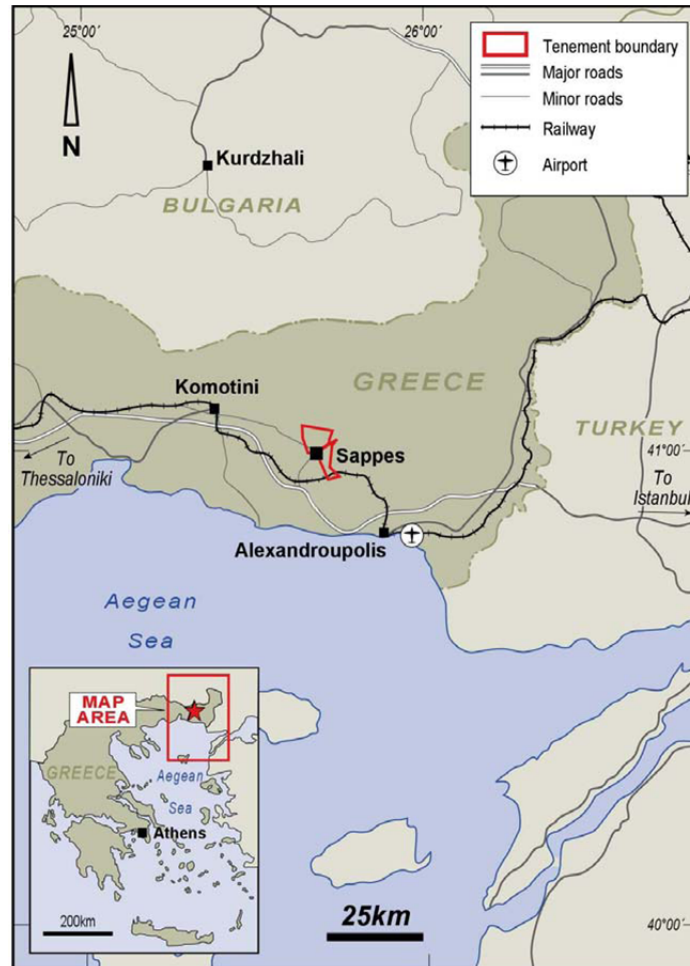 25°00'
26°00'
Tenement boundary
Major roads
Minor roads
Railway
Airport
N
Kurdzhali
BULGARIA
GREECE
Komotini
TURKEY
Sappes
41°00'
To
Thessaloniki
To
Istanbul
Alexandroupolis
Aegean
Sea
MAP
AREA
GREECE
Aegean
Sea
Athens
200km
25km
40°00'